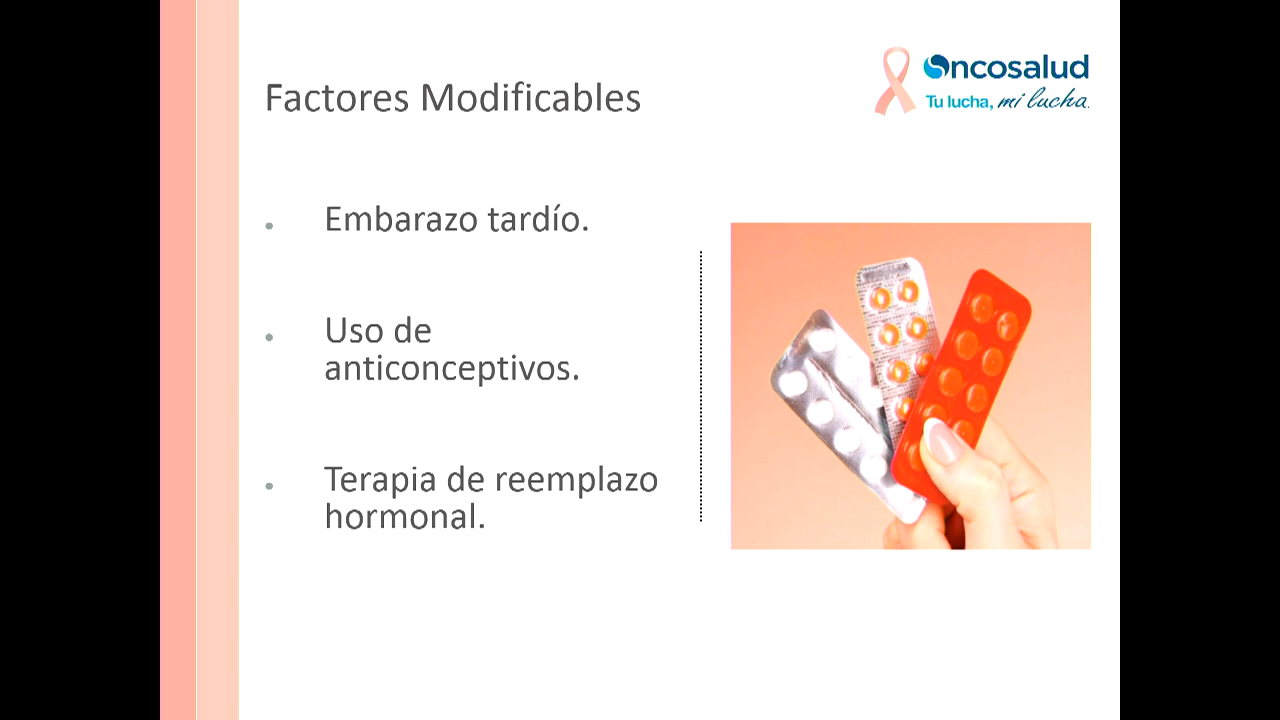 Oncosalud
Tu lucha, mi lucha.
Factores Modificables
• Embarazo tardío.
• Uso de
anticonceptivos.
• Terapia de reemplazo
hormonal.